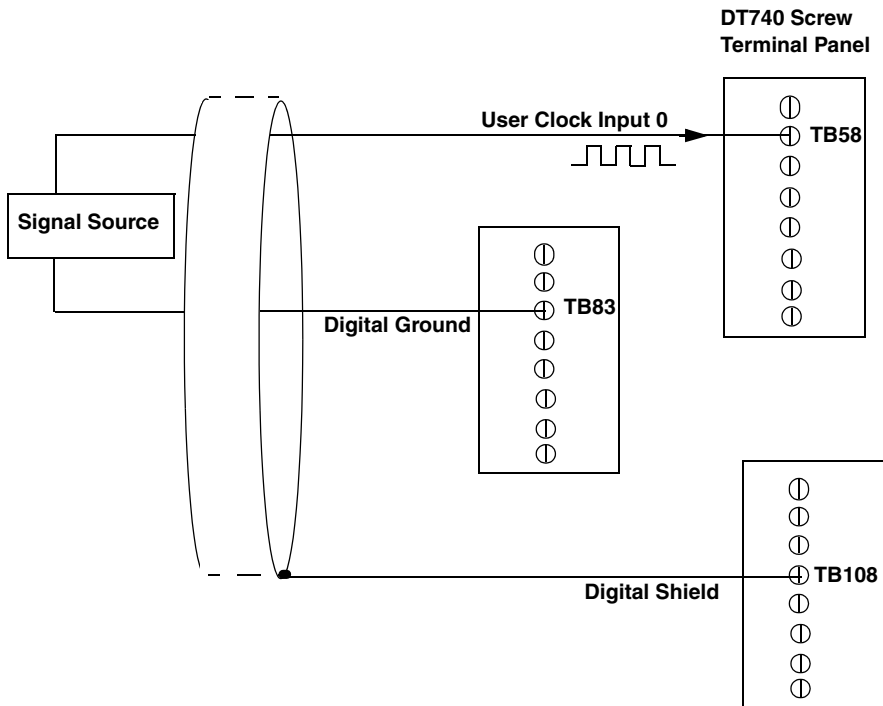 DT740 Screw
Terminal Panel
User Clock Input 0
TB58
Signal Source
TB83
Digital Ground
TB108
Digital Shield